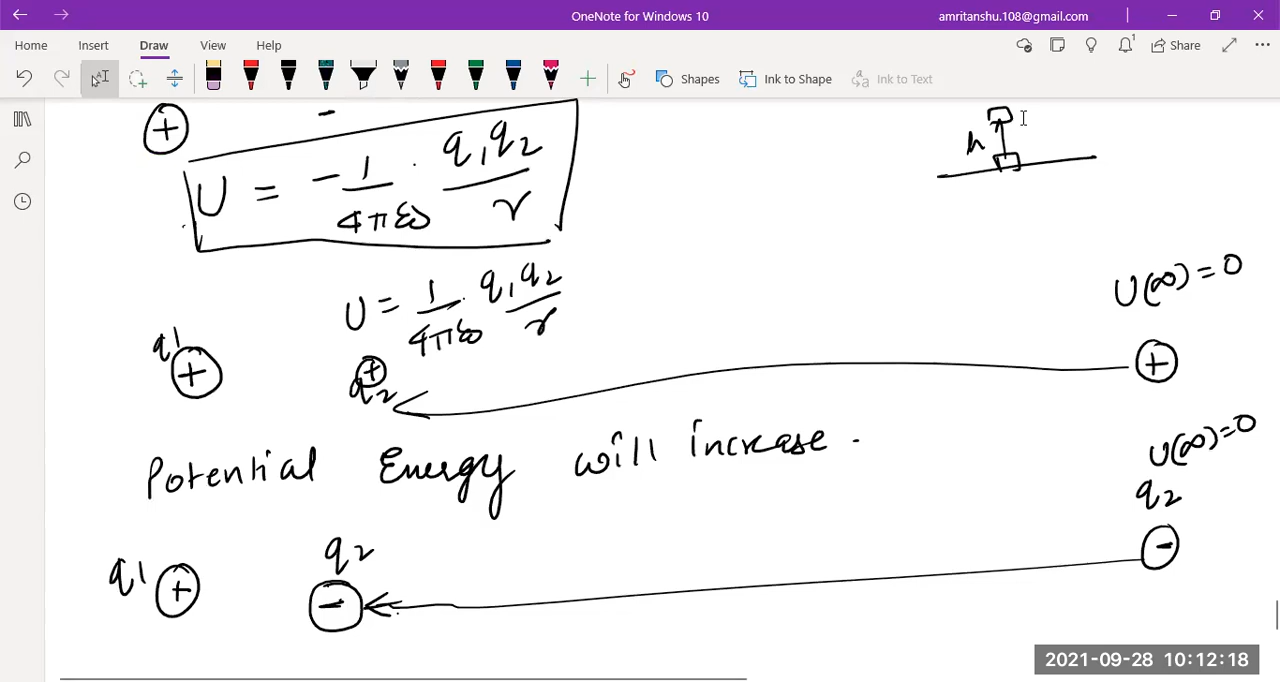 OneNote for Windows 10
amritanshu.108@gmail.com
Home Insert Draw View Help
Share
Shapes
Ink to Shape
Ink to Text
+ -
U = - 1/4πε0 · q1q2/r
h
U = 1/4πε0 · q1q2/r
U(∞) = 0
q1
+
+
q2
+
Potential Energy will increase.
U(∞)=0
q2
q1 +
q2
-
-
2021-09-28 10:12:18